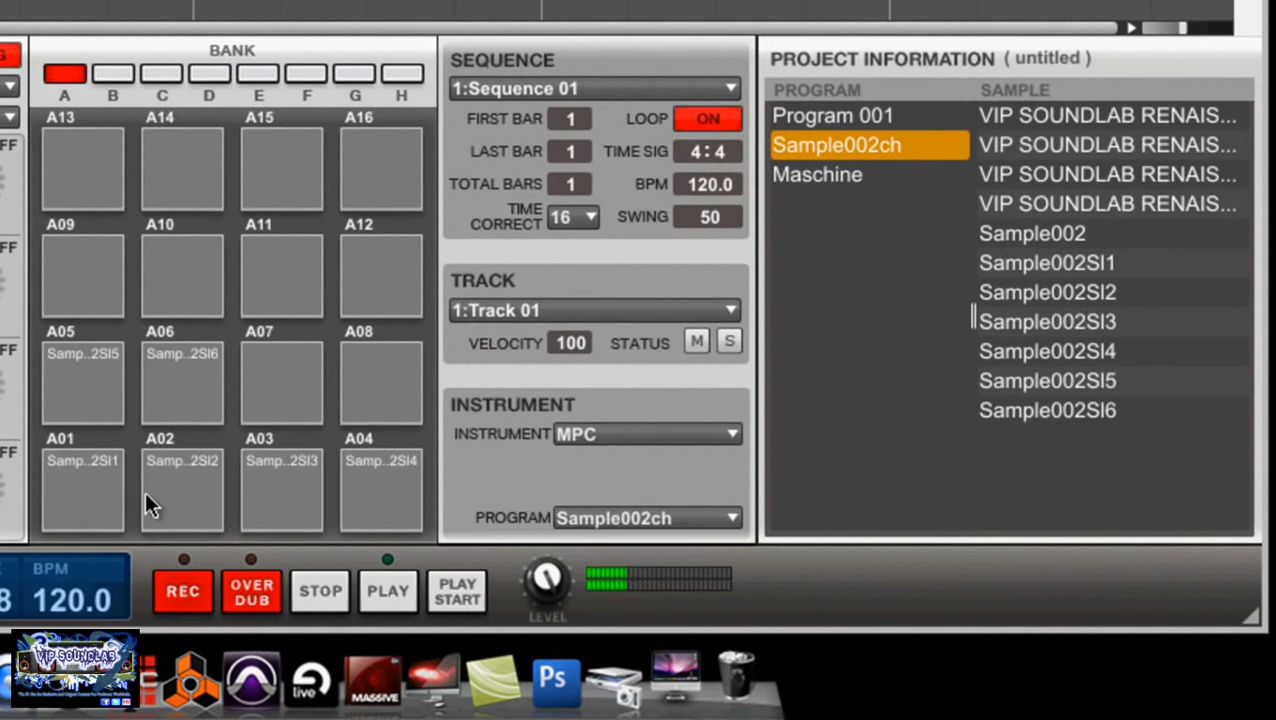 G
BANK
A B C D E F G H
A13 A14 A15 A16
FF
A09 A10 A11 A12
FF
A05 A06 A07 A08
Samp..2Sl5 Samp..2Sl6
FF
A01 A02 A03 A04
Samp..2Sl1 Samp..2Sl2 Samp..2Sl3 Samp..2Sl4
FF
SEQUENCE
1:Sequence 01
FIRST BAR 1 LOOP ON
LAST BAR 1 TIME SIG 4:4
TOTAL BARS 1 BPM 120.0
TIME CORRECT 16 SWING 50
TRACK
1:Track 01
VELOCITY 100 STATUS M S
INSTRUMENT
INSTRUMENT MPC
PROGRAM Sample002ch
PROJECT INFORMATION ( untitled )
PROGRAM SAMPLE
Program 001 VIP SOUNDLAB RENAIS...
Sample002ch VIP SOUNDLAB RENAIS...
Maschine VIP SOUNDLAB RENAIS...
VIP SOUNDLAB RENAIS...
Sample002
Sample002Sl1
Sample002Sl2
Sample002Sl3
Sample002Sl4
Sample002Sl5
Sample002Sl6
BPM
8 120.0
REC
OVER DUB
STOP
PLAY
PLAY START
LEVEL
VIP SOUNDLAB
live
MASSIVE
Ps